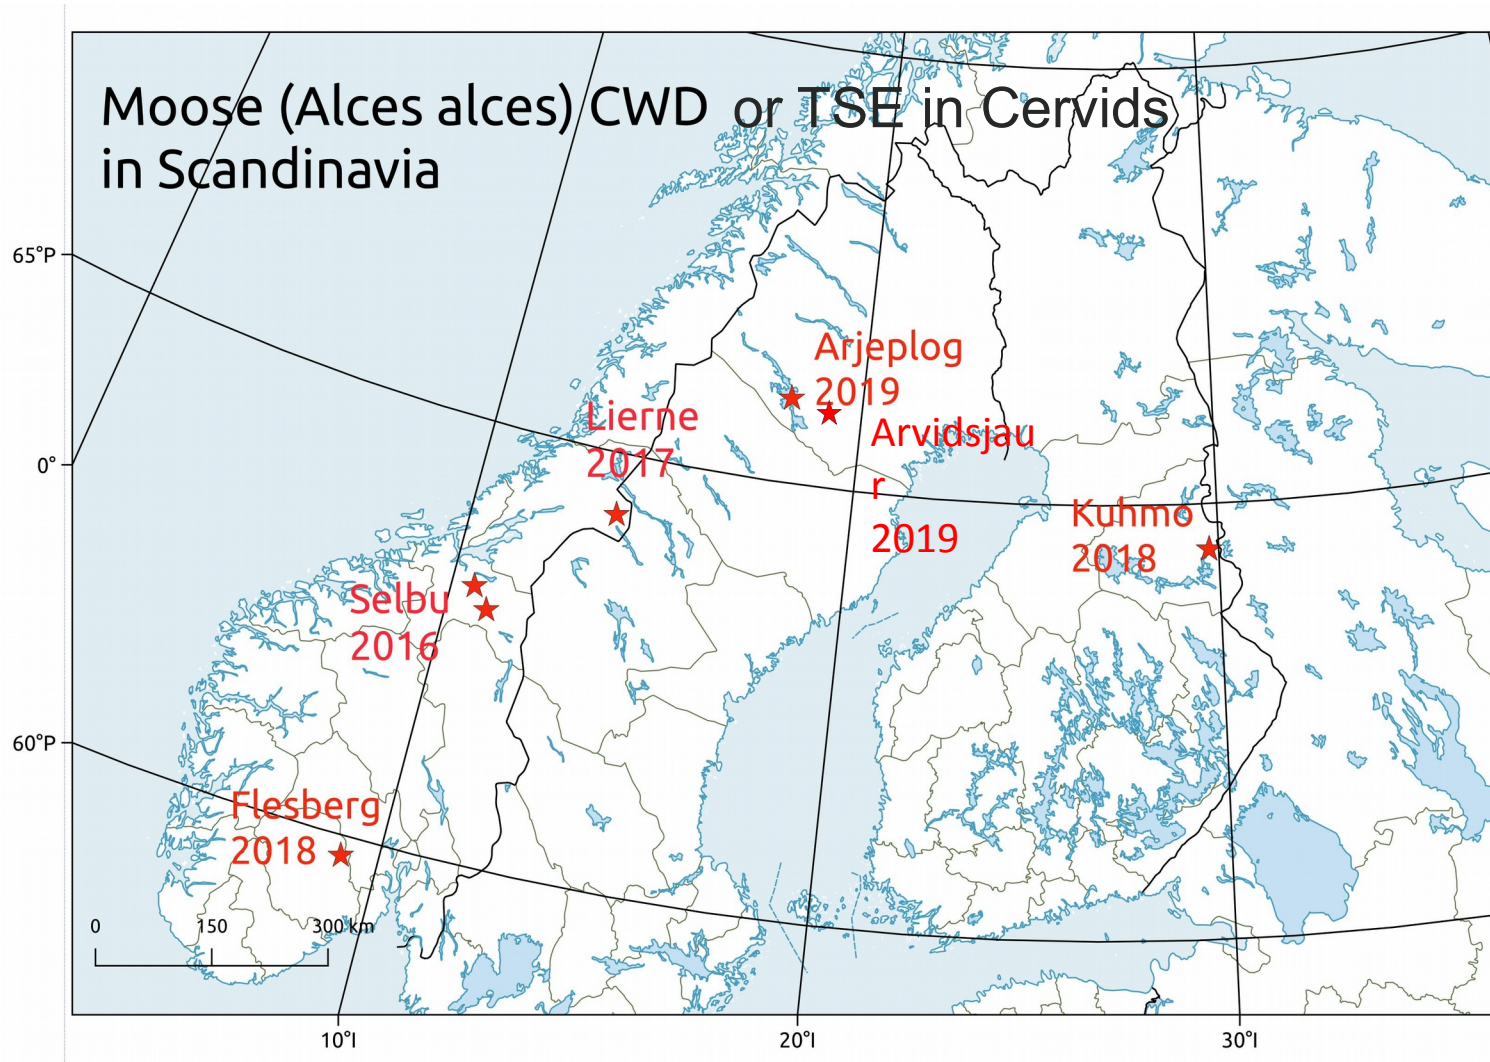 Moose (Alces alces) CWD or TSE in Cervids
in Scandinavia
65°P
Arjeplog
2019
Lierne
2017
Arvidsjau
r
2019
0°
Kuhmo
2018
Selbu
2016
60°P
Flesberg
2018
0 150 300 km
10°I 20°I 30°I